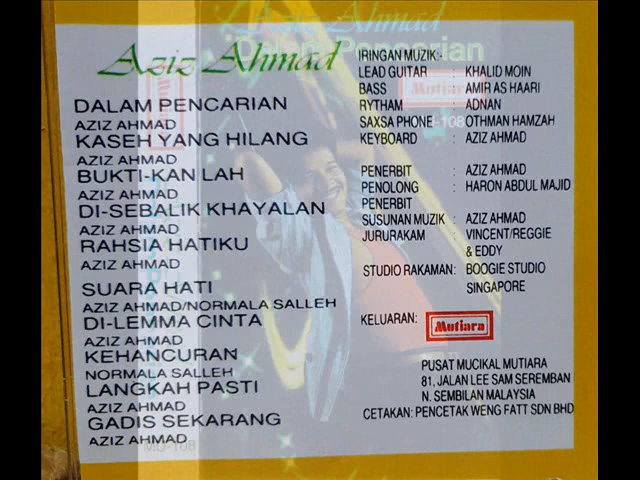 Aziz Ahmad
Dalam Pencarian
DALAM PENCARIAN
AZIZ AHMAD
KASEH YANG HILANG
AZIZ AHMAD
BUKTI-KAN LAH
AZIZ AHMAD
DI-SEBALIK KHAYALAN
AZIZ AHMAD
RAHSIA HATIKU
AZIZ AHMAD
SUARA HATI
AZIZ AHMAD/NORMALA SALLEH
DI-LEMMA CINTA
AZIZ AHMAD
KEHANCURAN
NORMALA SALLEH
LANGKAH PASTI
AZIZ AHMAD
GADIS SEKARANG
AZIZ AHMAD
MU-108
IRINGAN MUZIK:-
LEAD GUITAR : KHALID MOIN
BASS : AMIR AS HAARI
RYTHAM : ADNAN
SAXSA PHONE : OTHMAN HAMZAH
KEYBOARD : AZIZ AHMAD
PENERBIT : AZIZ AHMAD
PENOLONG : HARON ABDUL MAJID
PENERBIT
SUSUNAN MUZIK : AZIZ AHMAD
JURURAKAM : VINCENT/REGGIE
& EDDY
STUDIO RAKAMAN: BOOGIE STUDIO
SINGAPORE
KELUARAN: Mutiara
PUSAT MUCIKAL MUTIARA
81, JALAN LEE SAM SEREMBAN
N. SEMBILAN MALAYSIA
CETAKAN: PENCETAK WENG FATT SDN BHD